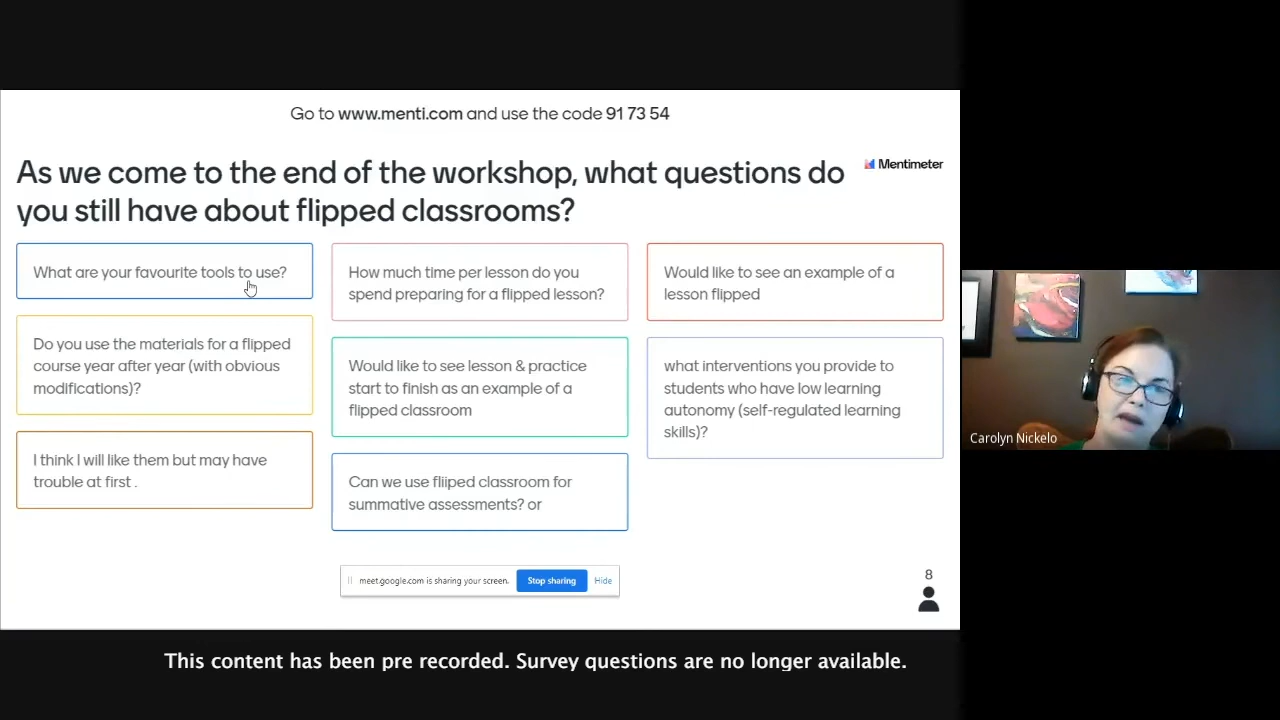 Go to www.menti.com and use the code 91 73 54
Mentimeter
As we come to the end of the workshop, what questions do
you still have about flipped classrooms?
What are your favourite tools to use?
Do you use the materials for a flipped
course year after year (with obvious
modifications)?
I think I will like them but may have
trouble at first .
How much time per lesson do you
spend preparing for a flipped lesson?
Would like to see lesson & practice
start to finish as an example of a
flipped classroom
Can we use fliiped classroom for
summative assessments? or
Would like to see an example of a
lesson flipped
what interventions you provide to
students who have low learning
autonomy (self-regulated learning
skills)?
Carolyn Nickelo
meet.google.com is sharing your screen.
Stop sharing
Hide
8
This content has been pre recorded. Survey questions are no longer available.